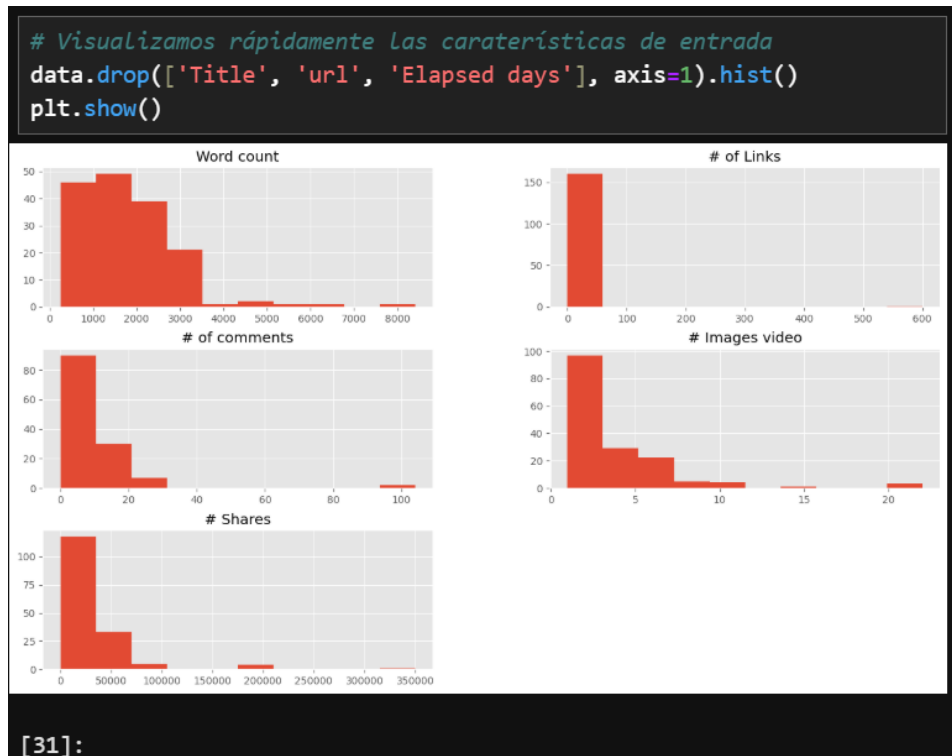 # Visualizamos rápidamente las caraterísticas de entrada
data.drop(['Title', 'url', 'Elapsed days'], axis=1).hist()
plt.show()
Word count
50
40
30
20
10
0
0 1000 2000 3000 4000 5000 6000 7000 8000
# of Links
150
100
50
0
0 100 200 300 400 500 600
# of comments
80
60
40
20
0
0 20 40 60 80 100
# Images video
100
80
60
40
20
0
0 5 10 15 20
# Shares
100
75
50
25
0
0 50000 100000 150000 200000 250000 300000 350000
[31]: